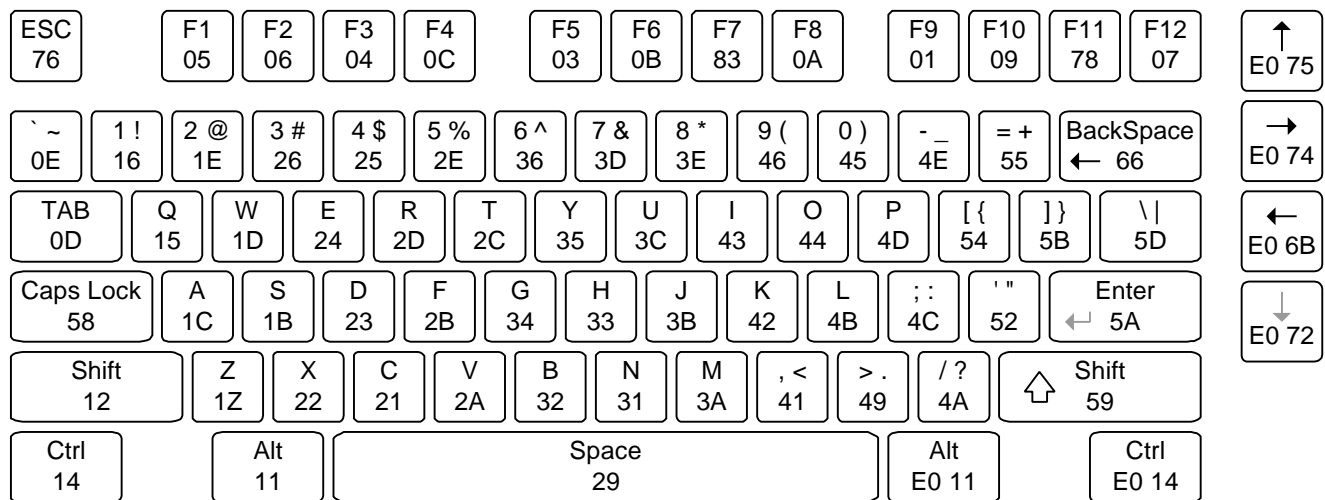 ESC F1 F2 F3 F4 F5 F6 F7 F8 F9 F10 F11 F12 ↑
76 05 06 04 0C 03 0B 83 0A 01 09 78 07 E0 75
` ~ 1 ! 2 @ 3 # 4 $ 5 % 6 ^ 7 & 8 * 9 ( 0 ) - _ = + BackSpace →
0E 16 1E 26 25 2E 36 3D 3E 46 45 4E 55 ← 66 E0 74
TAB Q W E R T Y U I O P [ { ] } \ | ←
0D 15 1D 24 2D 2C 35 3C 43 44 4D 54 5B 5D E0 6B
Caps Lock A S D F G H J K L ; : ' " Enter ↓
58 1C 1B 23 2B 34 33 3B 42 4B 4C 52 ↵ 5A E0 72
Shift Z X C V B N M , < > . / ? ⇧ Shift
12 1Z 22 21 2A 32 31 3A 41 49 4A 59
Ctrl Alt Space Alt Ctrl
14 11 29 E0 11 E0 14